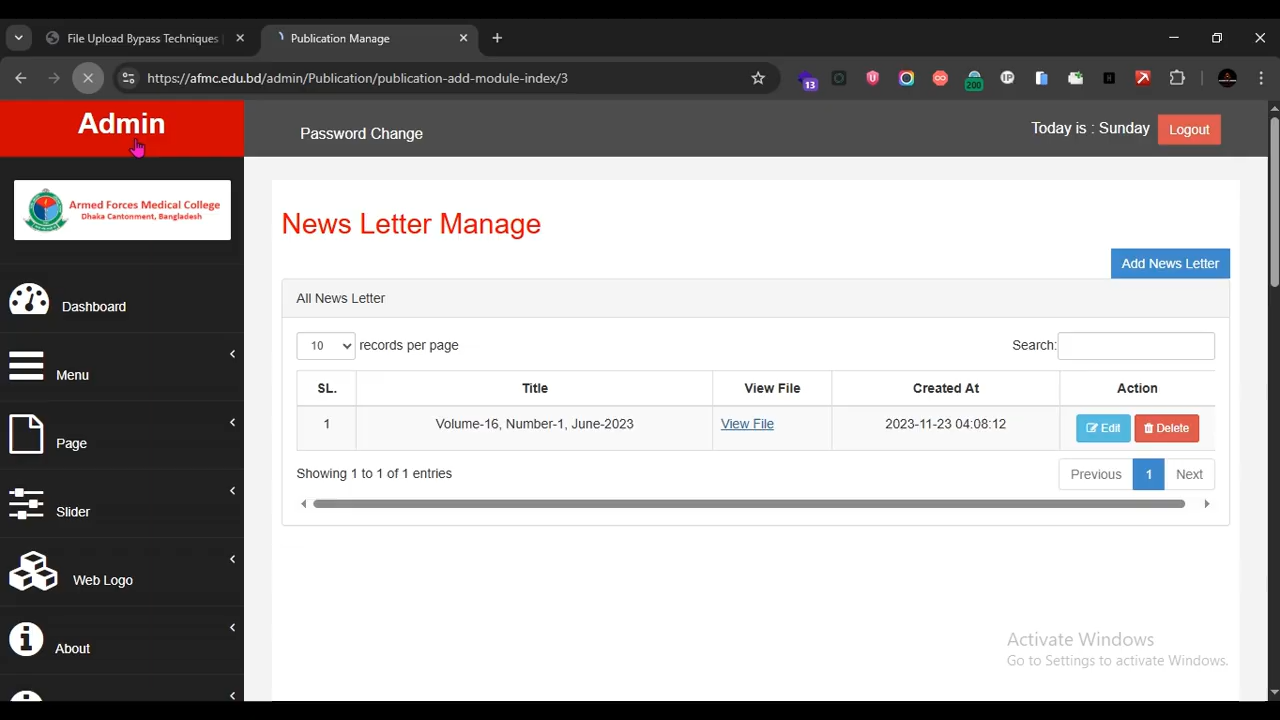 File Upload Bypass Techniques
Publication Manage
https://afmc.edu.bd/admin/Publication/publication-add-module-index/3
13
200
IP
H
Admin
Password Change
Today is : Sunday
Logout
Armed Forces Medical College
Dhaka Cantonment, Bangladesh
News Letter Manage
Add News Letter
All News Letter
10 records per page
Search:
SL. Title View File Created At Action
1 Volume-16, Number-1, June-2023 View File 2023-11-23 04:08:12 Edit Delete
Showing 1 to 1 of 1 entries
Previous 1 Next
Dashboard
Menu
Page
Slider
Web Logo
About
Activate Windows
Go to Settings to activate Windows.